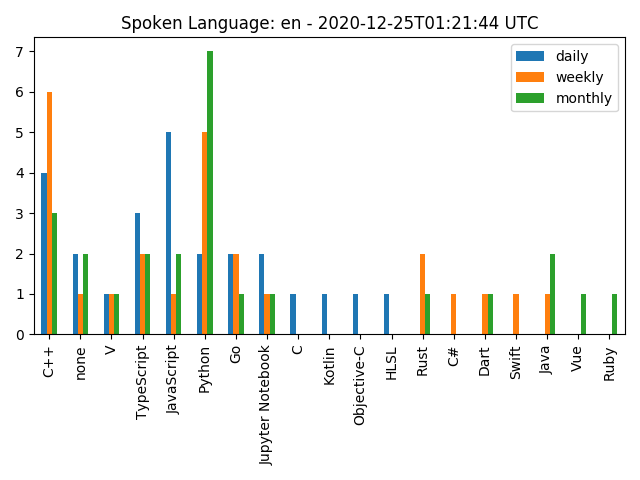 Spoken Language: en - 2020-12-25T01:21:44 UTC
daily
weekly
monthly
7
6
5
4
3
2
1
0
C++
none
V
TypeScript
JavaScript
Python
Go
Jupyter Notebook
C
Kotlin
Objective-C
HLSL
Rust
C#
Dart
Swift
Java
Vue
Ruby